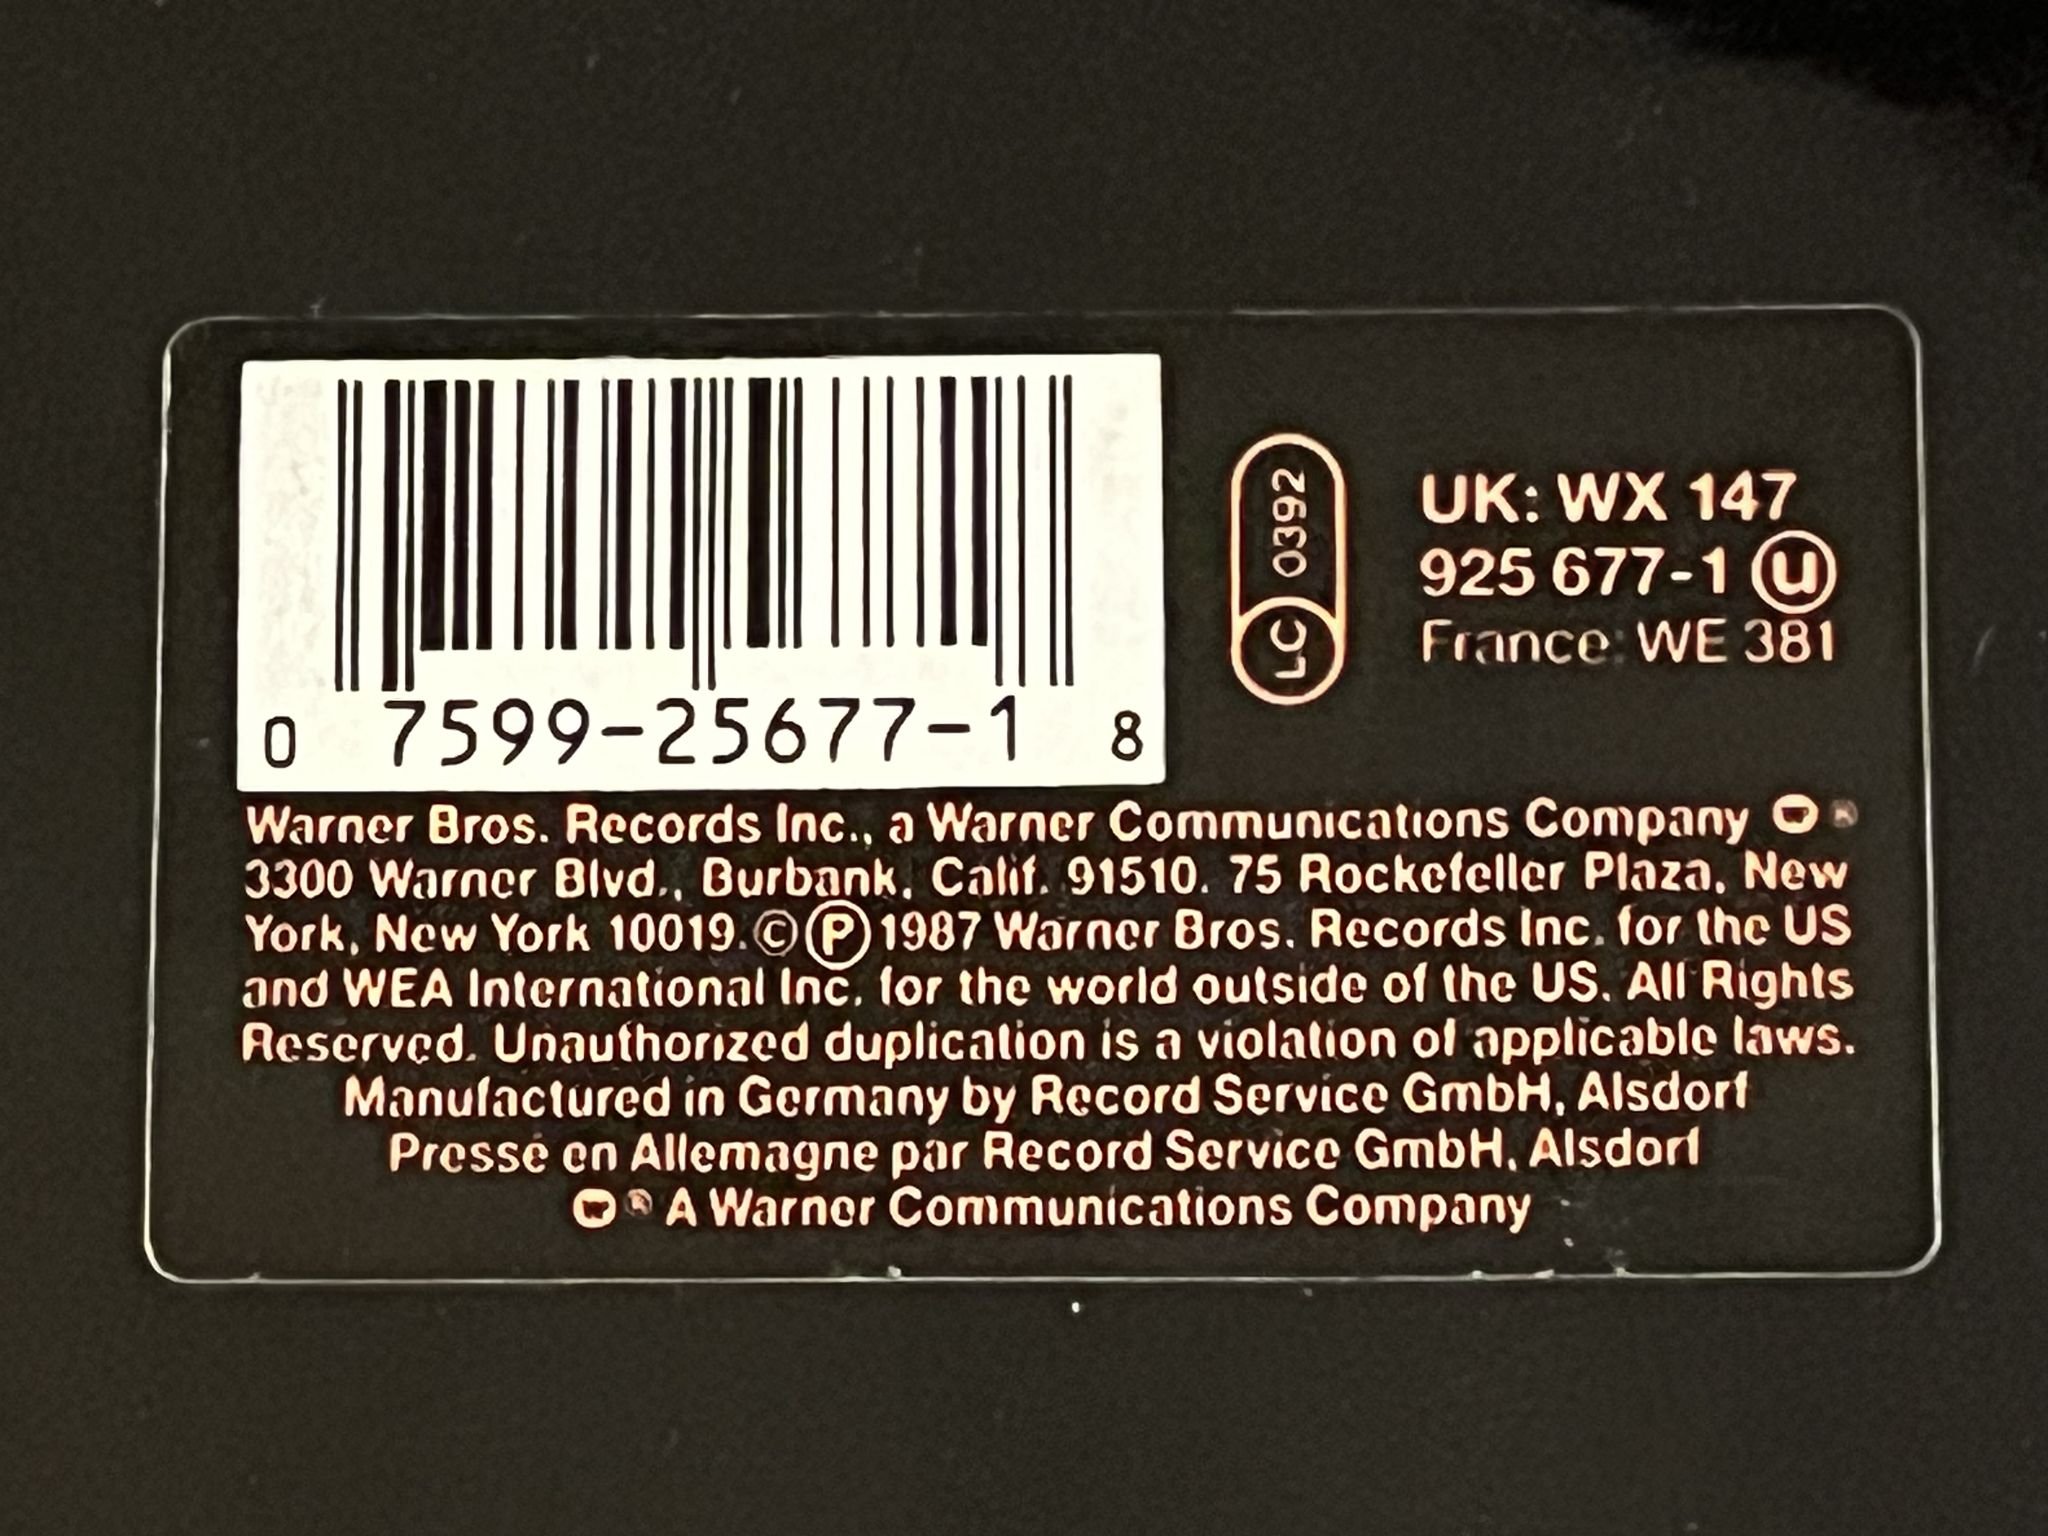 0 7599-25677-1 8
LC 0392
UK: WX 147
925 677-1 Ⓤ
France: WE 381
Warner Bros. Records Inc., a Warner Communications Company ®
3300 Warner Blvd., Burbank, Calif. 91510. 75 Rockefeller Plaza, New
York, New York 10019. © Ⓟ 1987 Warner Bros. Records Inc. for the US
and WEA International Inc. for the world outside of the US. All Rights
Reserved. Unauthorized duplication is a violation of applicable laws.
Manufactured in Germany by Record Service GmbH, Alsdorf
Pressé en Allemagne par Record Service GmbH, Alsdorf
® A Warner Communications Company